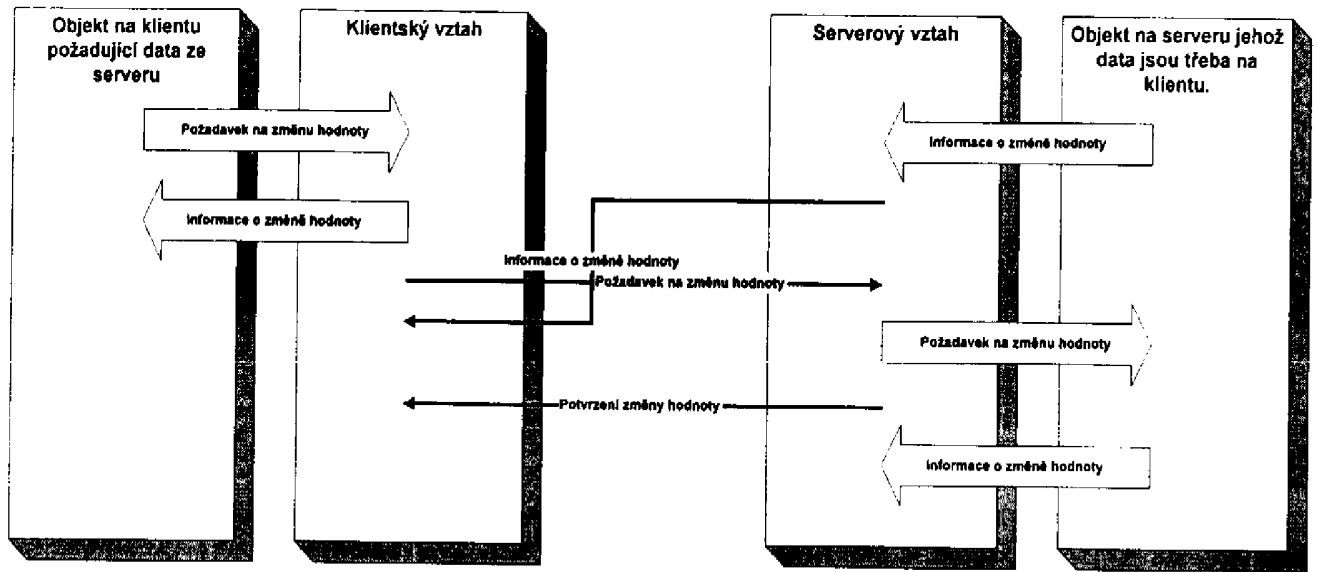 Objekt na klientu
požadující data ze
serveru
Klientský vztah
Serverový vztah
Objekt na serveru jehož
data jsou třeba na
klientu.
Požadavek na změnu hodnoty
Informace o změně hodnoty
Informace o změně hodnoty
Informace o změně hodnoty
Požadavek na změnu hodnoty
Požadavek na změnu hodnoty
Potvrzení změny hodnoty
Informace o změně hodnoty